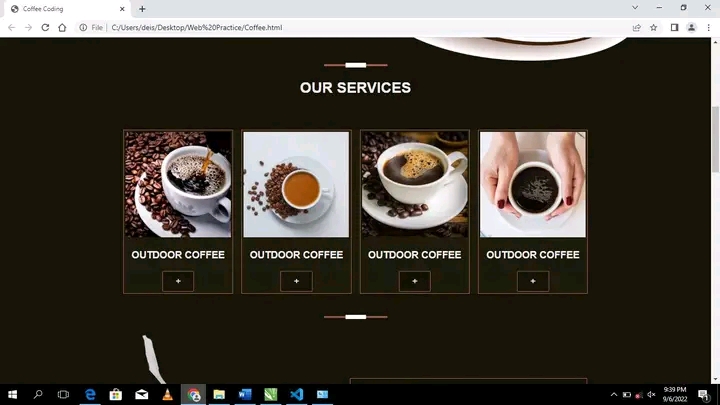 Coffee Coding
File
C:/Users/deis/Desktop/Web%20Practice/Coffee.html
OUR SERVICES
OUTDOOR COFFEE
OUTDOOR COFFEE
OUTDOOR COFFEE
OUTDOOR COFFEE
+
+
+
+
9:39 PM
9/6/2022